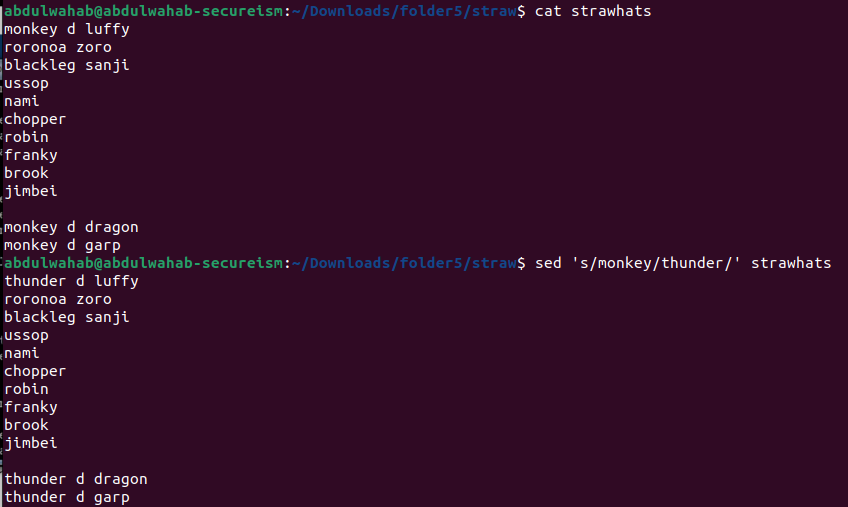 abdulwahab@abdulwahab-secureism:~/Downloads/folder5/straw$ cat strawhats
monkey d luffy
roronoa zoro
blackleg sanji
ussop
nami
chopper
robin
franky
brook
jimbei

monkey d dragon
monkey d garp
abdulwahab@abdulwahab-secureism:~/Downloads/folder5/straw$ sed 's/monkey/thunder/' strawhats
thunder d luffy
roronoa zoro
blackleg sanji
ussop
nami
chopper
robin
franky
brook
jimbei

thunder d dragon
thunder d garp